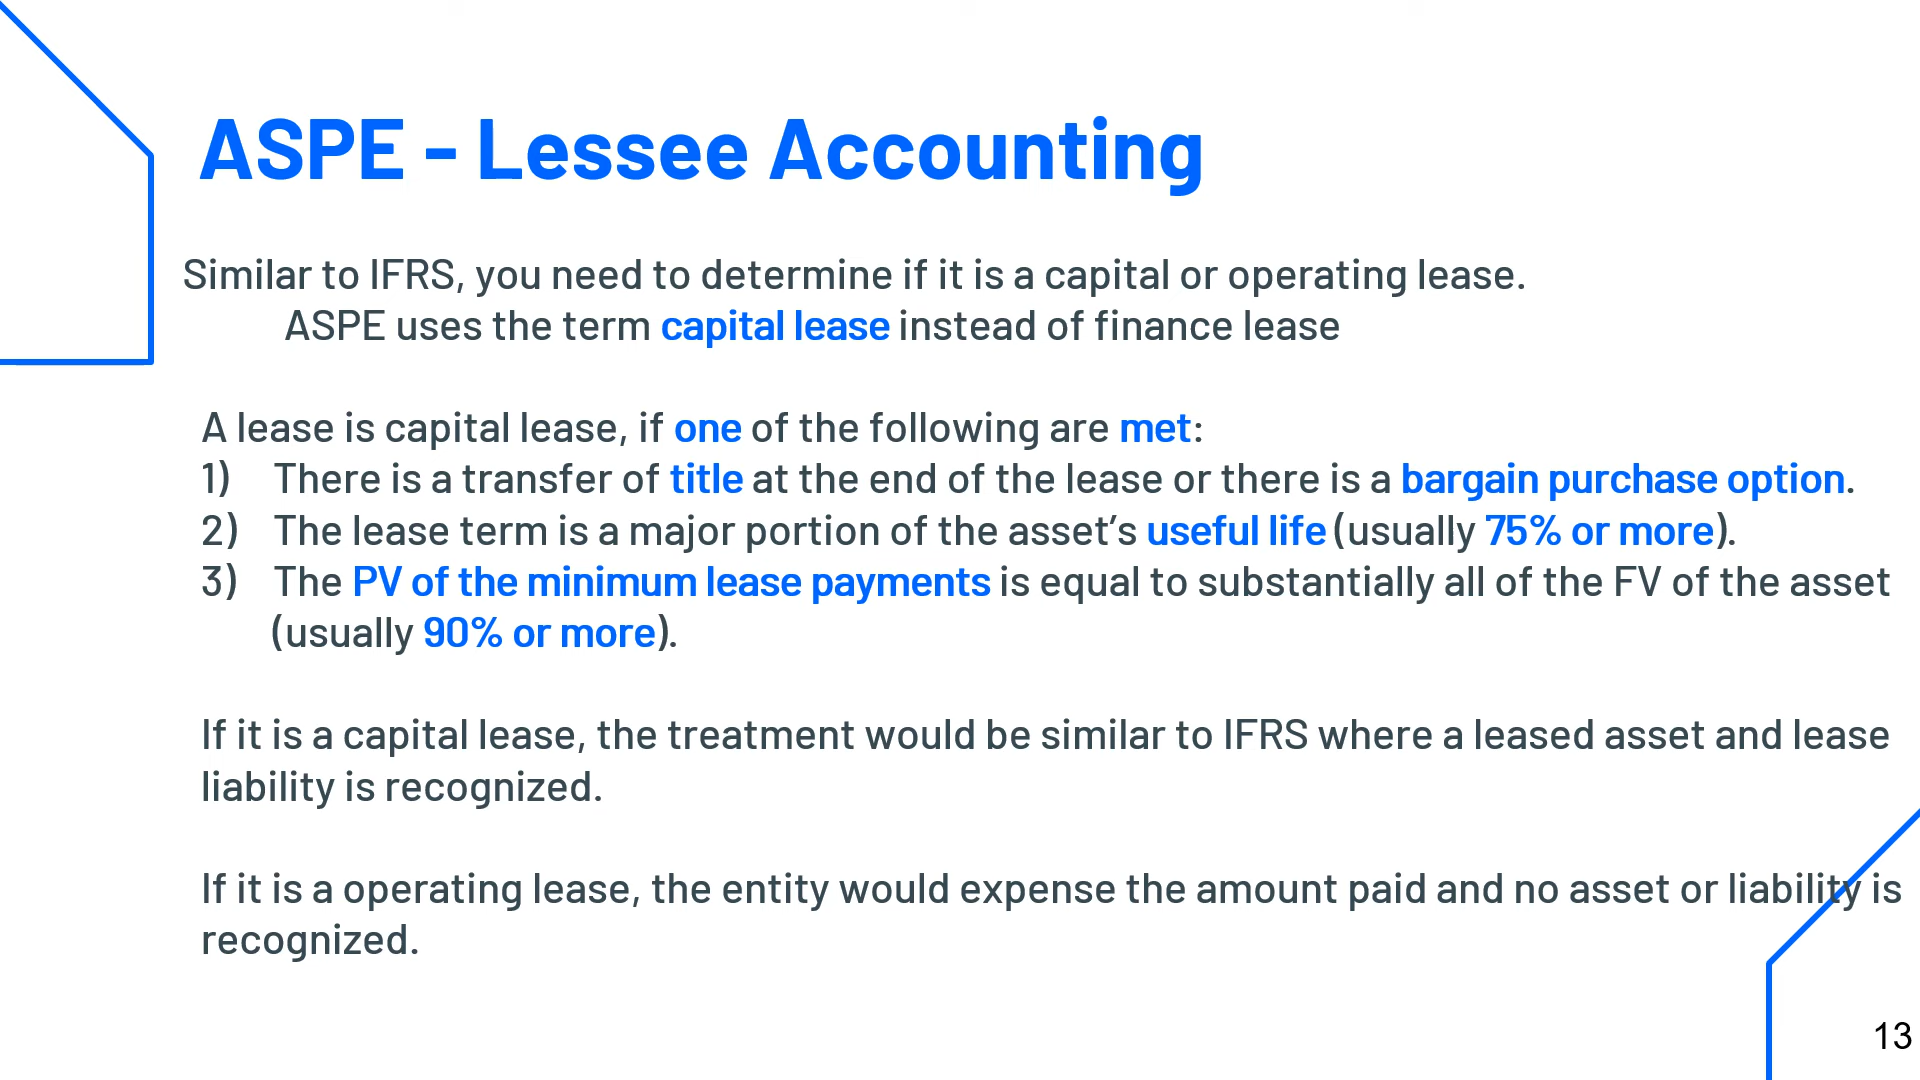 ASPE - Lessee Accounting
Similar to IFRS, you need to determine if it is a capital or operating lease.
ASPE uses the term capital lease instead of finance lease
A lease is capital lease, if one of the following are met:
1) There is a transfer of title at the end of the lease or there is a bargain purchase option.
2) The lease term is a major portion of the asset’s useful life (usually 75% or more).
3) The PV of the minimum lease payments is equal to substantially all of the FV of the asset
(usually 90% or more).
If it is a capital lease, the treatment would be similar to IFRS where a leased asset and lease
liability is recognized.
If it is a operating lease, the entity would expense the amount paid and no asset or liability is
recognized.
13